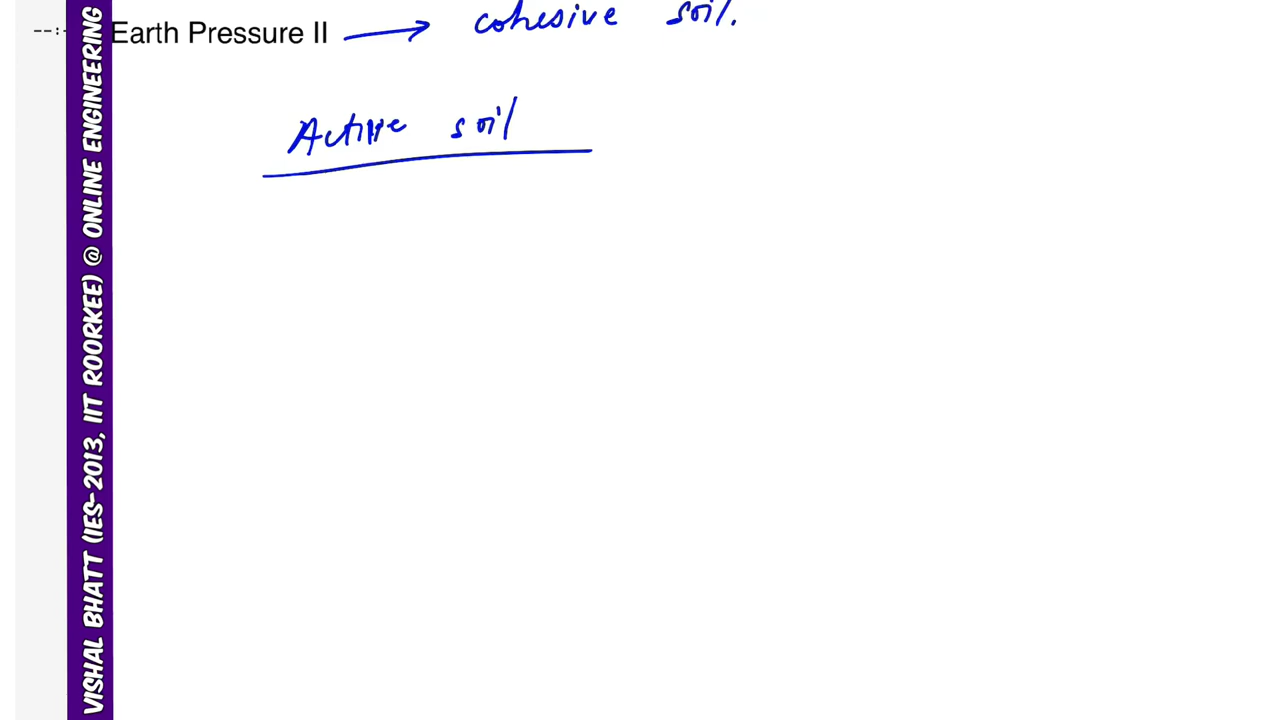 --:- Earth Pressure II → cohesive soil.
Active soil
VISHAL BHATT (IES-2013, IIT ROORKEE) @ ONLINE ENGINEERING